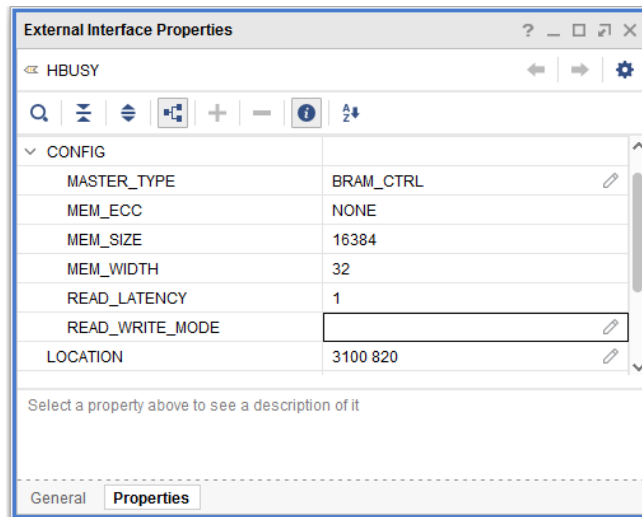 External Interface Properties
HBUSY
CONFIG
MASTER_TYPE BRAM_CTRL
MEM_ECC NONE
MEM_SIZE 16384
MEM_WIDTH 32
READ_LATENCY 1
READ_WRITE_MODE
LOCATION 3100 820
Select a property above to see a description of it
General Properties